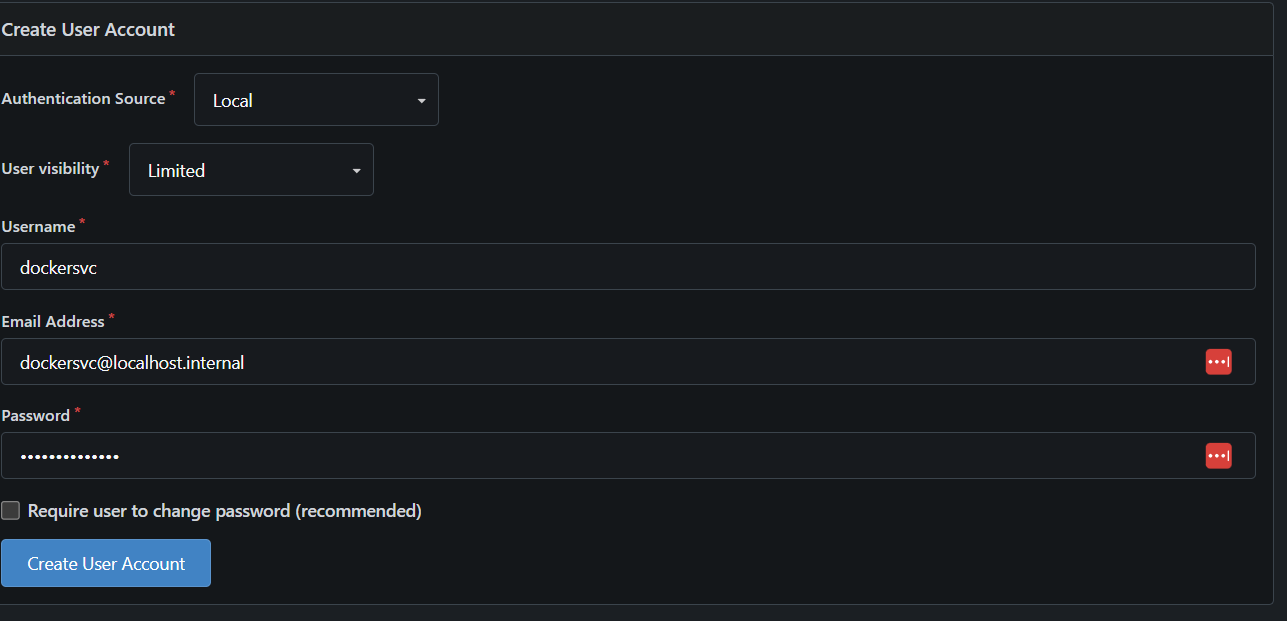 Create User Account
Authentication Source *
Local
User visibility *
Limited
Username *
dockersvc
Email Address *
dockersvc@localhost.internal
Password *
••••••••••••••
Require user to change password (recommended)
Create User Account